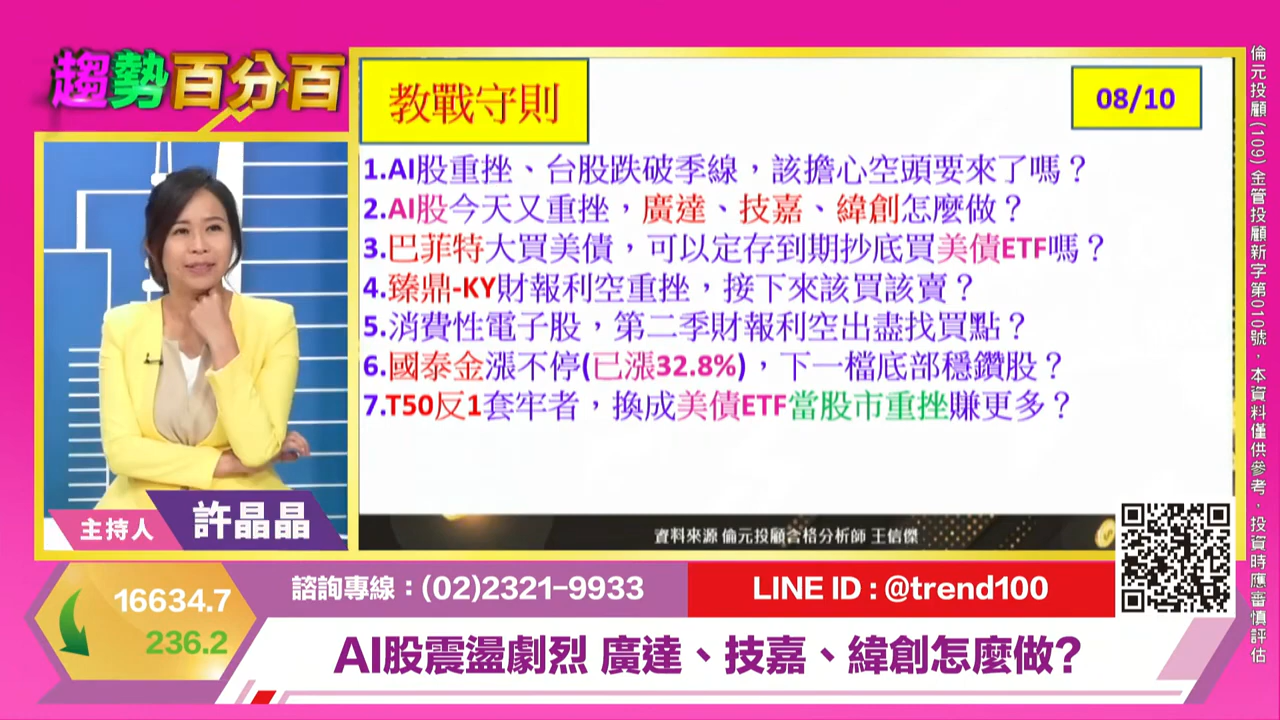 趨勢百分百
教戰守則
08/10
1.AI股重挫、台股跌破季線，該擔心空頭要來了嗎？
2.AI股今天又重挫，廣達、技嘉、緯創怎麼做？
3.巴菲特大買美債，可以定存到期抄底買美債ETF嗎？
4.臻鼎-KY財報利空重挫，接下來該買該賣？
5.消費性電子股，第二季財報利空出盡找買點？
6.國泰金漲不停(已漲32.8%)，下一檔底部穩鑽股？
7.T50反1套牢者，換成美債ETF當股市重挫賺更多？
主持人
許晶晶
資料來源 倫元投顧合格分析師 王信傑
倫元投顧(109)金管投顧新字第010號．本資料僅供參考．投資時應審慎評估
諮詢專線：(02)2321-9933
LINE ID : @trend100
16634.7
236.2
AI股震盪劇烈 廣達、技嘉、緯創怎麼做?